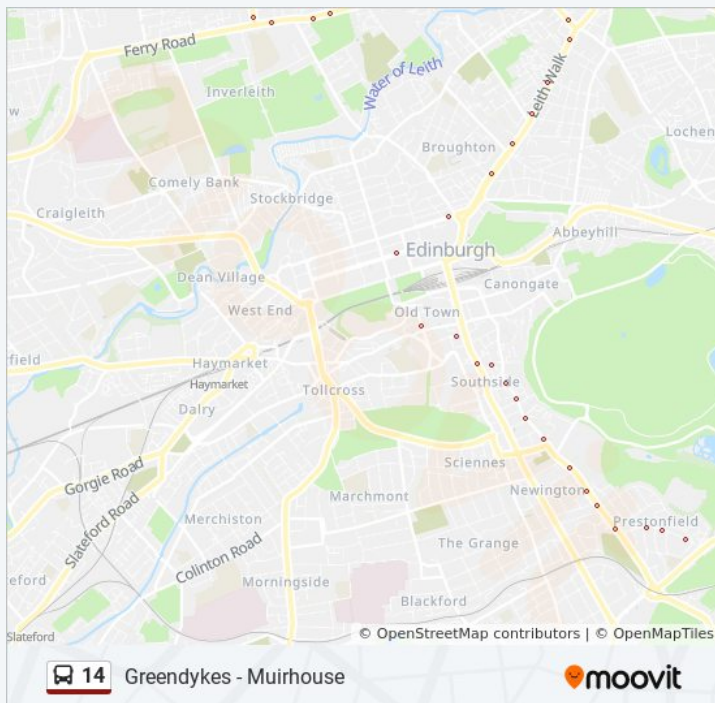 Ferry Road
Inverleith
Water of Leith
Leith Walk
w
Lochen
Broughton
Comely Bank
Stockbridge
Craigleith
Abbeyhill
Edinburgh
Dean Village
Canongate
West End
Old Town
rfield
Haymarket
Haymarket
Southside
Tollcross
Dalry
Sciennes
Gorgie Road
Newington
Marchmont
Slateford Road
Merchiston
Prestonfield
The Grange
Colinton Road
ereford
Morningside
Blackford
Slateford
© OpenStreetMap contributors | © OpenMapTiles
14 Greendykes - Muirhouse
moovit